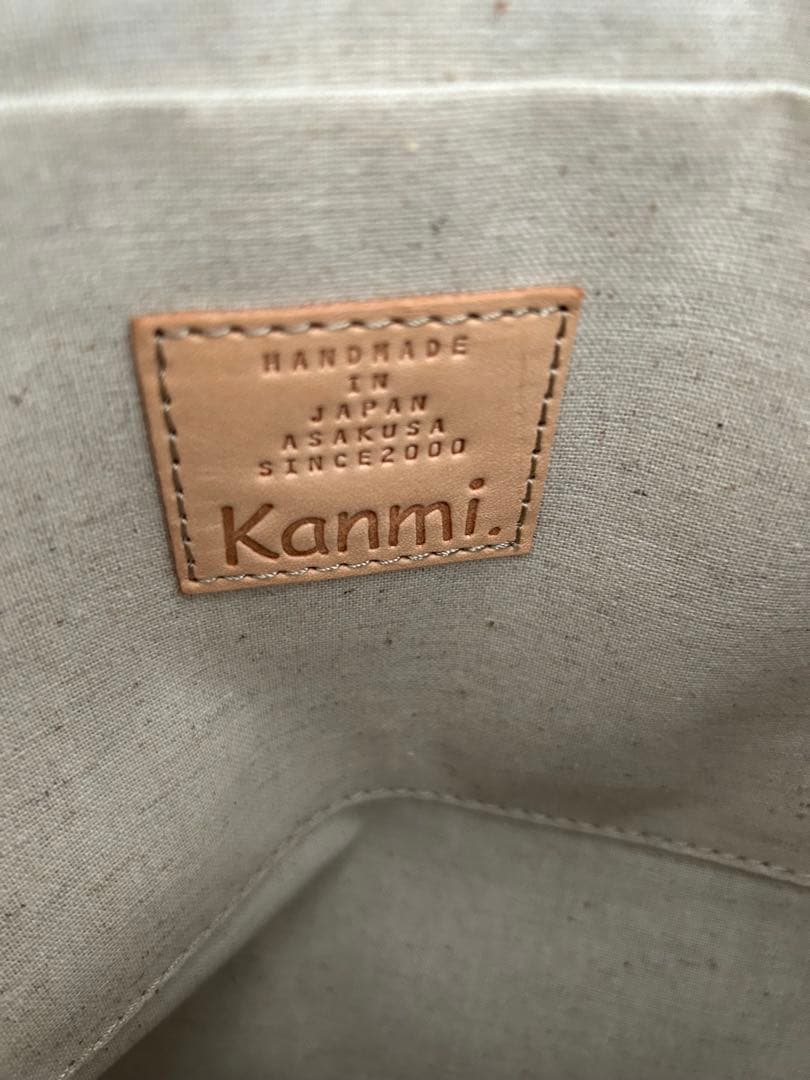 HANDMADE
IN
JAPAN
ASAKUSA
SINCE2000
Kanmi.